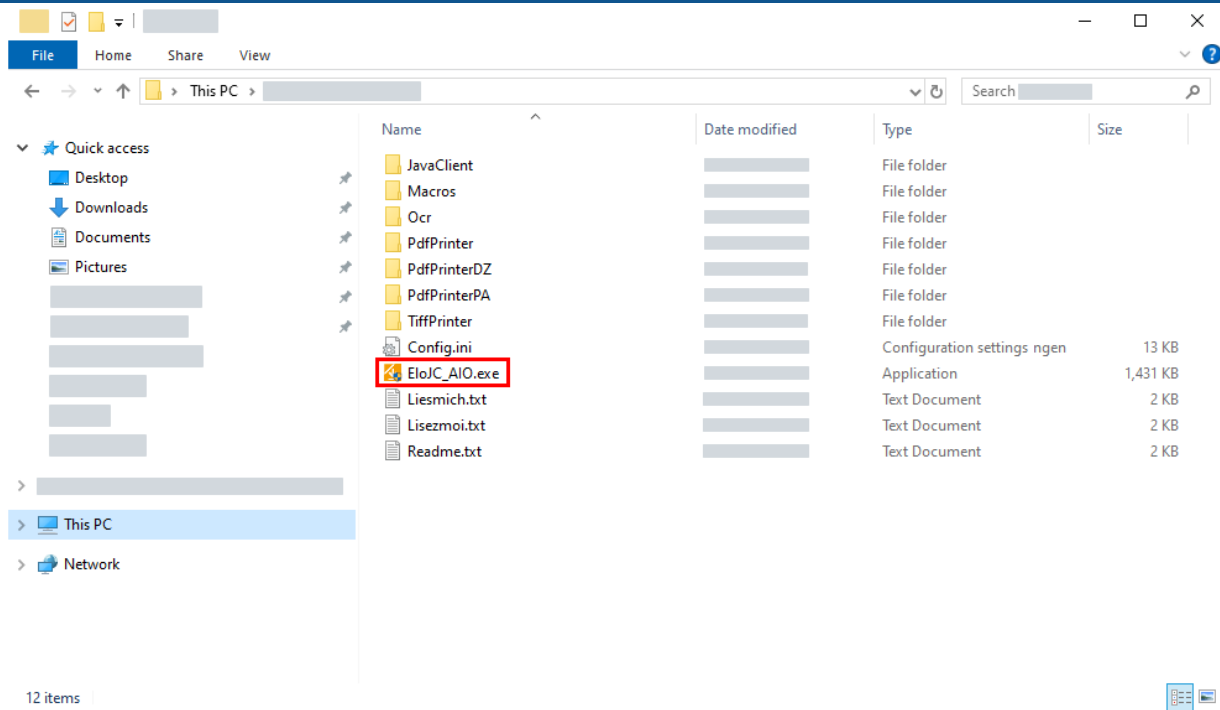 File Home Share View ?
This PC
Search
Name Date modified Type Size
Quick access
Desktop
Downloads
Documents
Pictures
This PC
Network
JavaClient File folder
Macros File folder
Ocr File folder
PdfPrinter File folder
PdfPrinterDZ File folder
PdfPrinterPA File folder
TiffPrinter File folder
Config.ini Configuration settings ngen 13 KB
EloJC_AIO.exe Application 1,431 KB
Liesmich.txt Text Document 2 KB
Lisezmoi.txt Text Document 2 KB
Readme.txt Text Document 2 KB
12 items